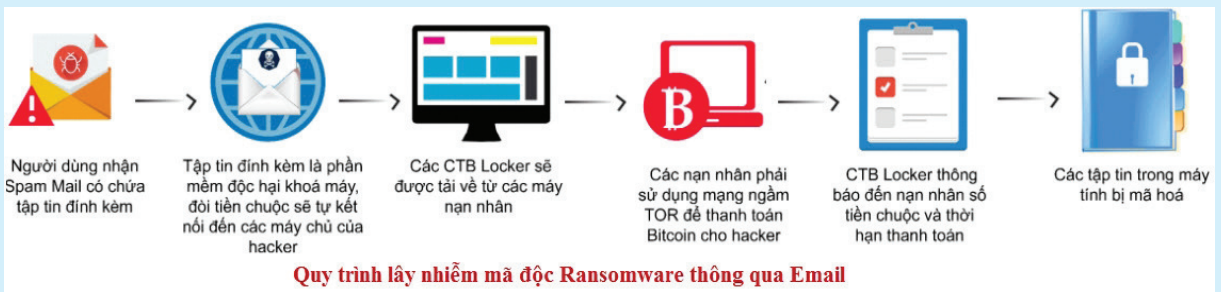 Người dùng nhận
Spam Mail có chứa
tập tin đính kèm
Tập tin đính kèm là phần
mềm độc hại khoá máy,
đòi tiền chuộc sẽ tự kết
nối đến các máy chủ của
hacker
Các CTB Locker sẽ
được tải về từ các máy
nạn nhân
Các nạn nhân phải
sử dụng mạng ngầm
TOR để thanh toán
Bitcoin cho hacker
CTB Locker thông
báo đến nạn nhân số
tiền chuộc và thời
hạn thanh toán
Các tập tin trong máy
tính bị mã hoá
Quy trình lây nhiễm mã độc Ransomware thông qua Email